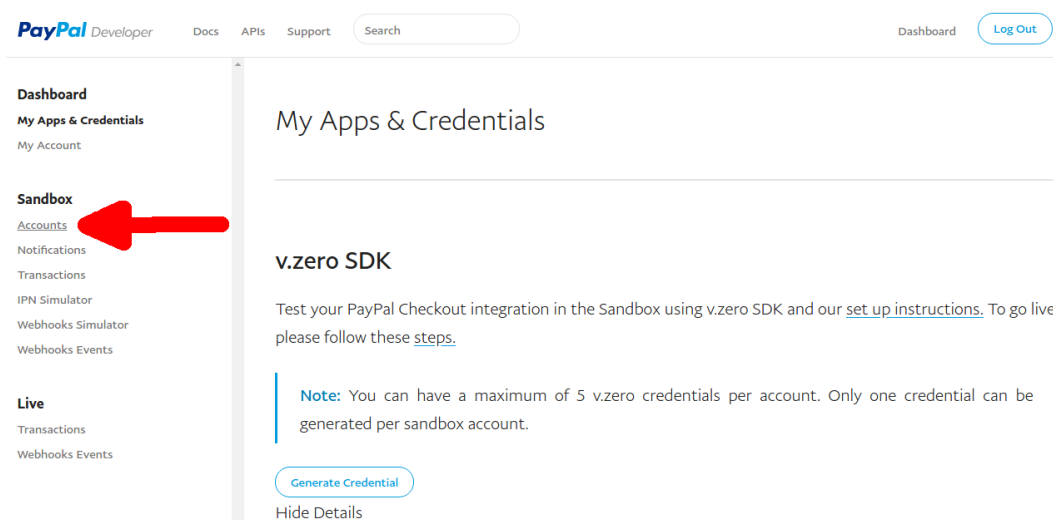 PayPal Developer Docs APIs Support Search Dashboard Log Out
Dashboard
My Apps & Credentials
My Account
Sandbox
Accounts
Notifications
Transactions
IPN Simulator
Webhooks Simulator
Webhooks Events
Live
Transactions
Webhooks Events
My Apps & Credentials
v.zero SDK
Test your PayPal Checkout integration in the Sandbox using v.zero SDK and our set up instructions. To go live
please follow these steps.
Note: You can have a maximum of 5 v.zero credentials per account. Only one credential can be
generated per sandbox account.
Generate Credential
Hide Details